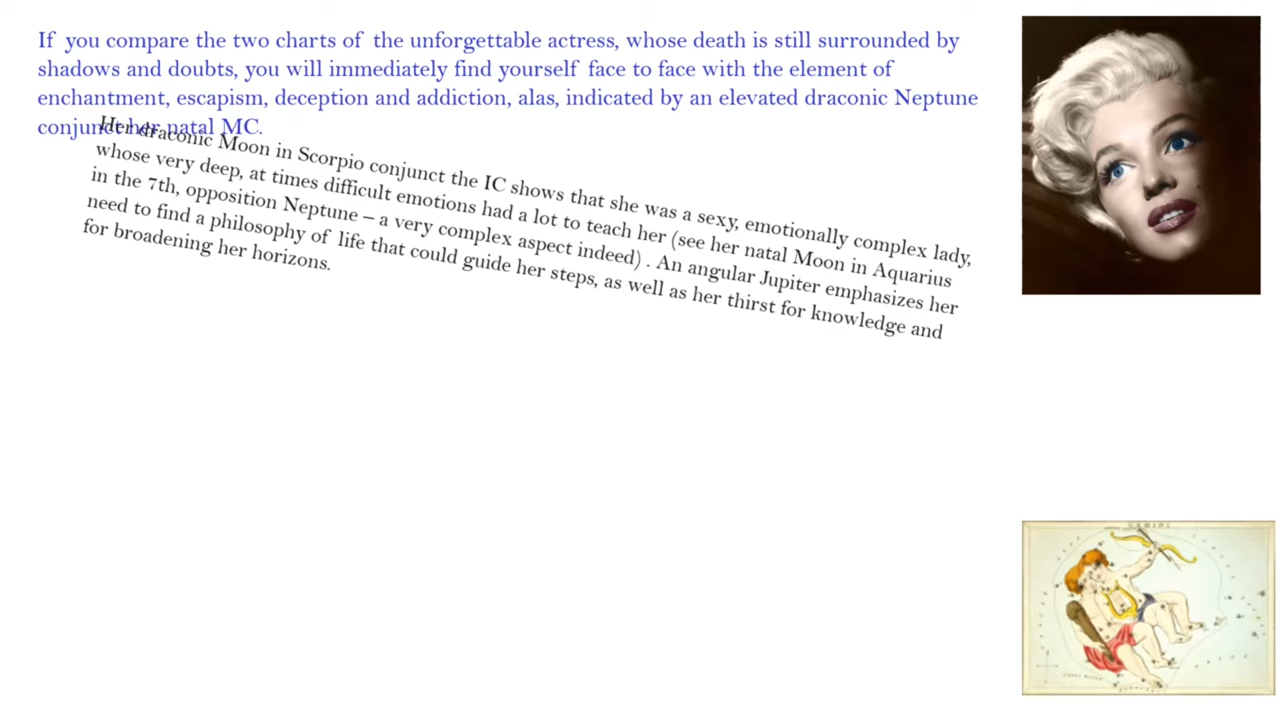 If you compare the two charts of the unforgettable actress, whose death is still surrounded by
shadows and doubts, you will immediately find yourself face to face with the element of
enchantment, escapism, deception and addiction, alas, indicated by an elevated draconic Neptune
conjunct her natal MC.
Her draconic Moon in Scorpio conjunct the IC shows that she was a sexy, emotionally complex lady,
whose very deep, at times difficult emotions had a lot to teach her (see her natal Moon in Aquarius
in the 7th, opposition Neptune – a very complex aspect indeed) . An angular Jupiter emphasizes her
need to find a philosophy of life that could guide her steps, as well as her thirst for knowledge and
for broadening her horizons.
GEMINI